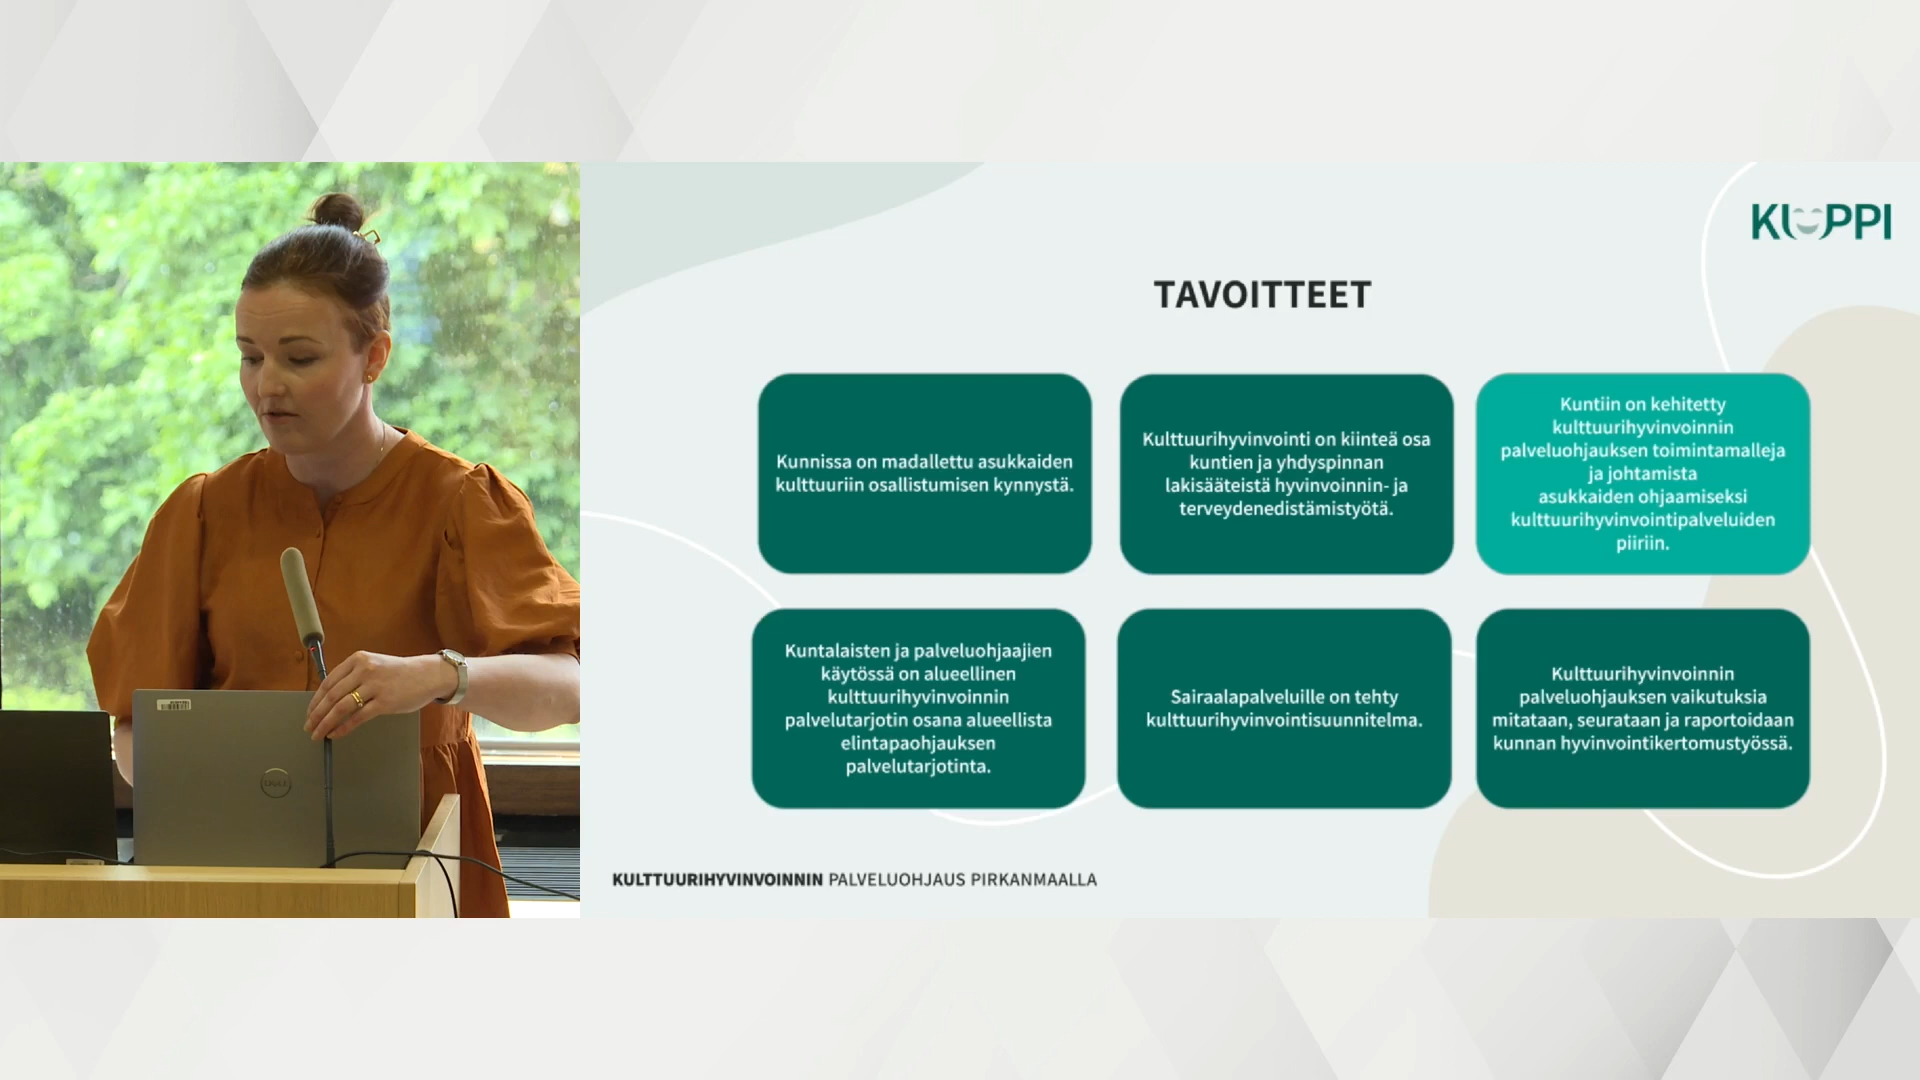 KUPPI
TAVOITTEET
Kunnissa on madallettu asukkaiden
kulttuuriin osallistumisen kynnystä.
Kulttuurihyvinvointi on kiinteä osa
kuntien ja yhdyspinnan
lakisääteistä hyvinvoinnin- ja
terveydenedistämistyötä.
Kuntiin on kehitetty
kulttuurihyvinvoinnin
palveluohjauksen toimintamalleja
ja johtamista
asukkaiden ohjaamiseksi
kulttuurihyvinvointipalveluiden
piiriin.
Kuntalaisten ja palveluohjaajien
käytössä on alueellinen
kulttuurihyvinvoinnin
palvelutarjotin osana alueellista
elintapaohjauksen
palvelutarjotinta.
Sairaalapalveluille on tehty
kulttuurihyvinvointisuunnitelma.
Kulttuurihyvinvoinnin
palveluohjauksen vaikutuksia
mitataan, seurataan ja raportoidaan
kunnan hyvinvointikertomustyössä.
KULTTUURIHYVINVOINNIN PALVELUOHJAUS PIRKANMAALLA
DELL